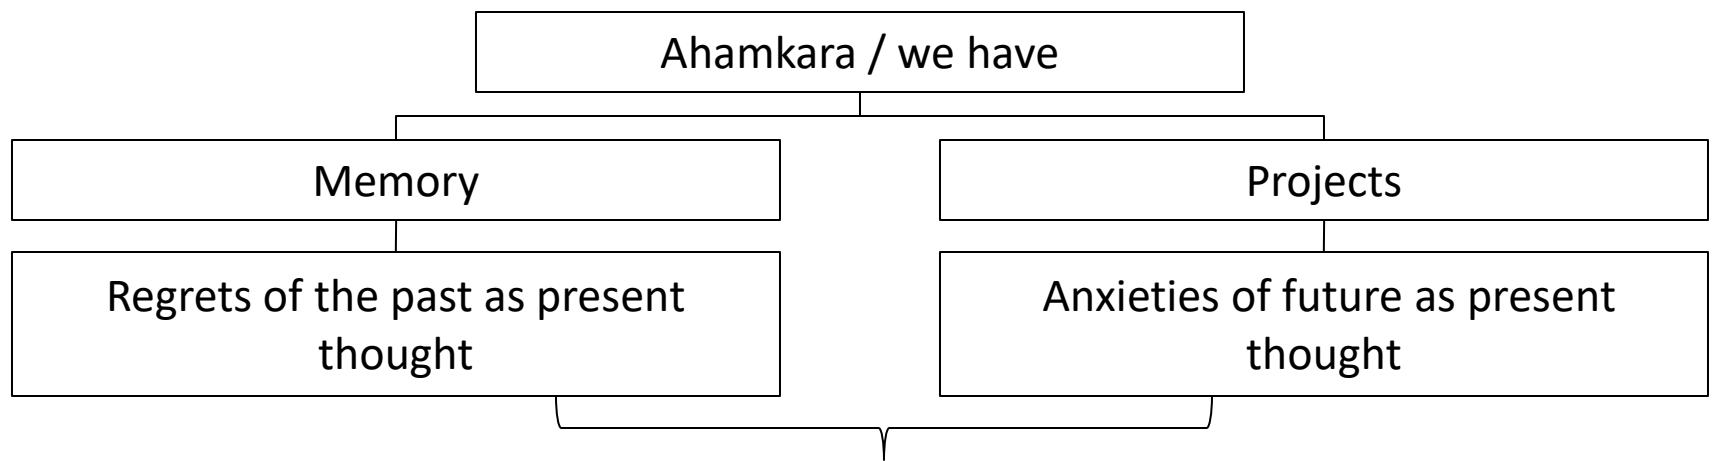 Ahamkara / we have
Memory
Projects
Regrets of the past as present
thought
Anxieties of future as present
thought